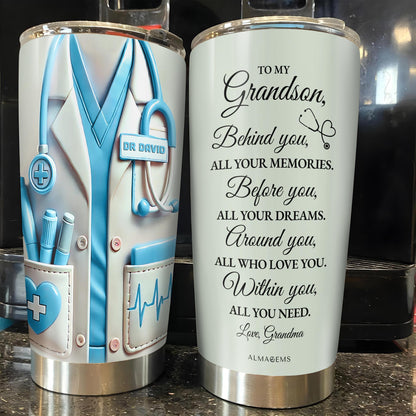 DR DAVID
TO MY
Grandson,
Behind you,
ALL YOUR MEMORIES.
Before you,
ALL YOUR DREAMS.
Around you,
ALL WHO LOVE YOU.
Within you,
ALL YOU NEED.
Love, Grandma
ALMAGEMS